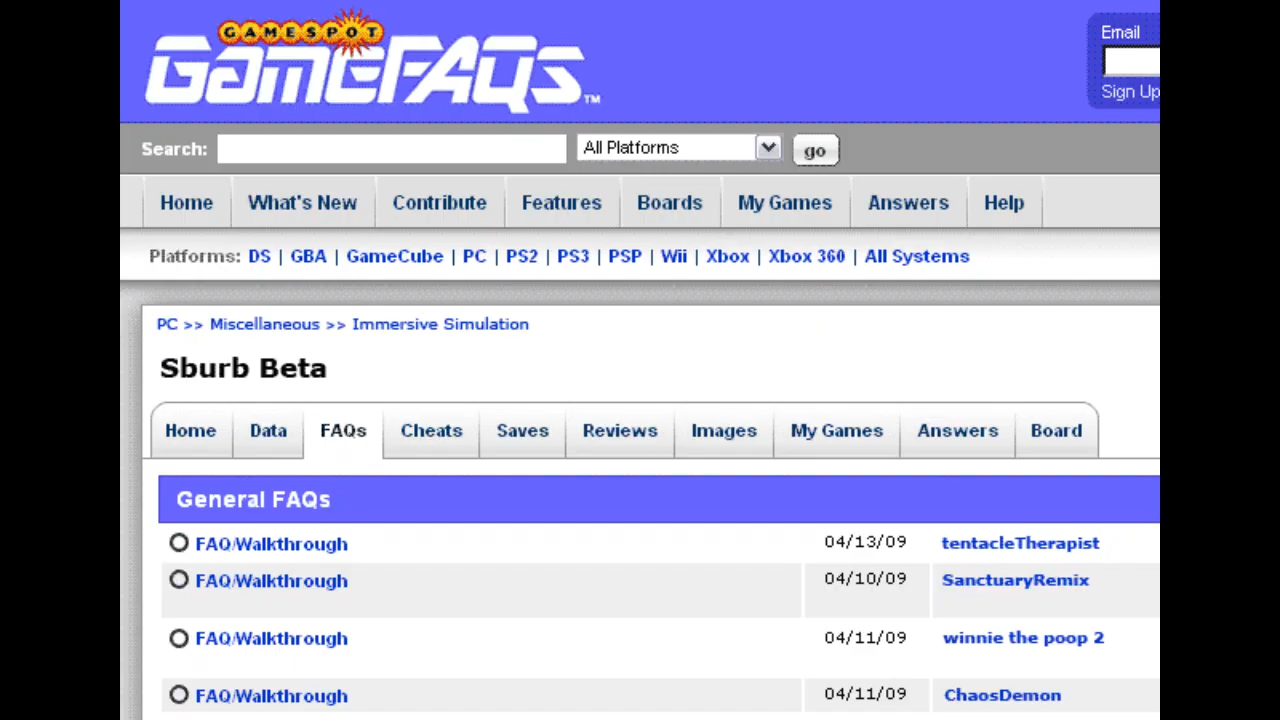 GAMESPOT
GameFAQs™
Email
Sign Up
Search:
All Platforms
go
Home What's New Contribute Features Boards My Games Answers Help
Platforms: DS | GBA | GameCube | PC | PS2 | PS3 | PSP | Wii | Xbox | Xbox 360 | All Systems
PC >> Miscellaneous >> Immersive Simulation
Sburb Beta
Home Data FAQs Cheats Saves Reviews Images My Games Answers Board
General FAQs
FAQ/Walkthrough 04/13/09 tentacleTherapist
FAQ/Walkthrough 04/10/09 SanctuaryRemix
FAQ/Walkthrough 04/11/09 winnie the poop 2
FAQ/Walkthrough 04/11/09 ChaosDemon